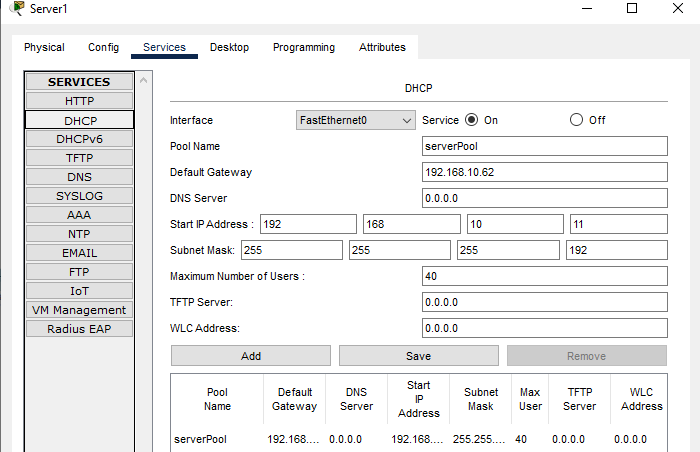 Server1
Physical Config Services Desktop Programming Attributes
SERVICES
HTTP
DHCP
DHCPv6
TFTP
DNS
SYSLOG
AAA
NTP
EMAIL
FTP
IoT
VM Management
Radius EAP
DHCP
Interface FastEthernet0 Service On Off
Pool Name serverPool
Default Gateway 192.168.10.62
DNS Server 0.0.0.0
Start IP Address : 192 168 10 11
Subnet Mask: 255 255 255 192
Maximum Number of Users : 40
TFTP Server: 0.0.0.0
WLC Address: 0.0.0.0
Add Save Remove
Pool Name Default Gateway DNS Server Start IP Address Subnet Mask Max User TFTP Server WLC Address
serverPool 192.168.... 0.0.0.0 192.168.... 255.255.... 40 0.0.0.0 0.0.0.0